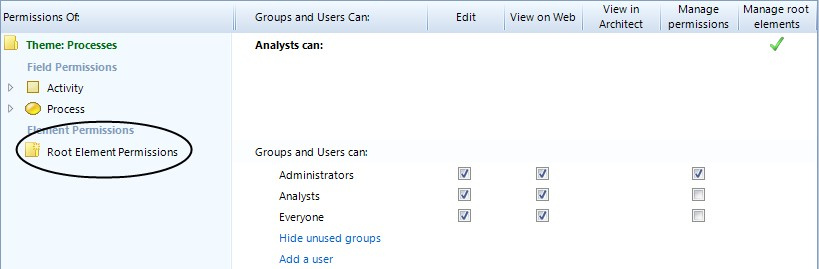 Permissions Of: Groups and Users Can: Edit View on Web View in Architect Manage permissions Manage root elements
Theme: Processes Analysts can:
Field Permissions
Activity
Process
Element Permissions
Root Element Permissions Groups and Users can:
Administrators
Analysts
Everyone
Hide unused groups
Add a user